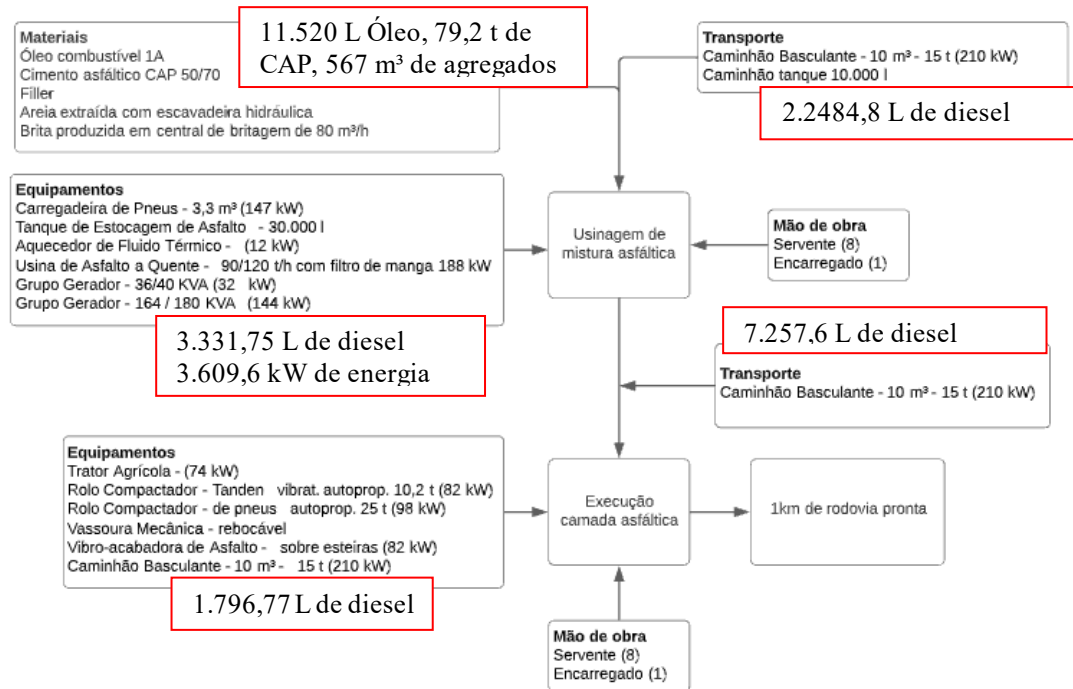 Materiais
Óleo combustível 1A
Cimento asfáltico CAP 50/70
Filler
Areia extraída com escavadeira hidráulica
Brita produzida em central de britagem de 80 m³/h
11.520 L Óleo, 79,2 t de
CAP, 567 m³ de agregados
Transporte
Caminhão Basculante - 10 m³ - 15 t (210 kW)
Caminhão tanque 10.000 l
2.2484,8 L de diesel
Equipamentos
Carregadeira de Pneus - 3,3 m³ (147 kW)
Tanque de Estocagem de Asfalto - 30.000 l
Aquecedor de Fluido Térmico - (12 kW)
Usina de Asfalto a Quente - 90/120 t/h com filtro de manga 188 kW
Grupo Gerador - 36/40 KVA (32 kW)
Grupo Gerador - 164 / 180 KVA (144 kW)
3.331,75 L de diesel
3.609,6 kW de energia
Usinagem de
mistura asfáltica
Mão de obra
Servente (8)
Encarregado (1)
7.257,6 L de diesel
Transporte
Caminhão Basculante - 10 m³ - 15 t (210 kW)
Equipamentos
Trator Agrícola - (74 kW)
Rolo Compactador - Tanden vibrat. autoprop. 10,2 t (82 kW)
Rolo Compactador - de pneus autoprop. 25 t (98 kW)
Vassoura Mecânica - rebocável
Vibro-acabadora de Asfalto - sobre esteiras (82 kW)
Caminhão Basculante - 10 m³ - 15 t (210 kW)
1.796,77 L de diesel
Execução
camada asfáltica
1km de rodovia pronta
Mão de obra
Servente (8)
Encarregado (1)